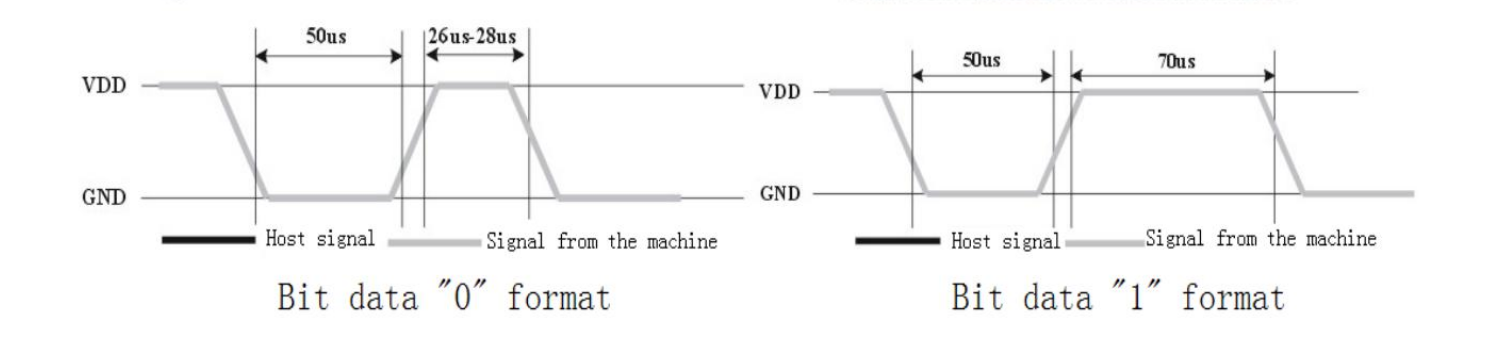 50us 26us-28us
VDD
GND
Host signal Signal from the machine
Bit data "0" format
50us 70us
VDD
GND
Host signal Signal from the machine
Bit data "1" format